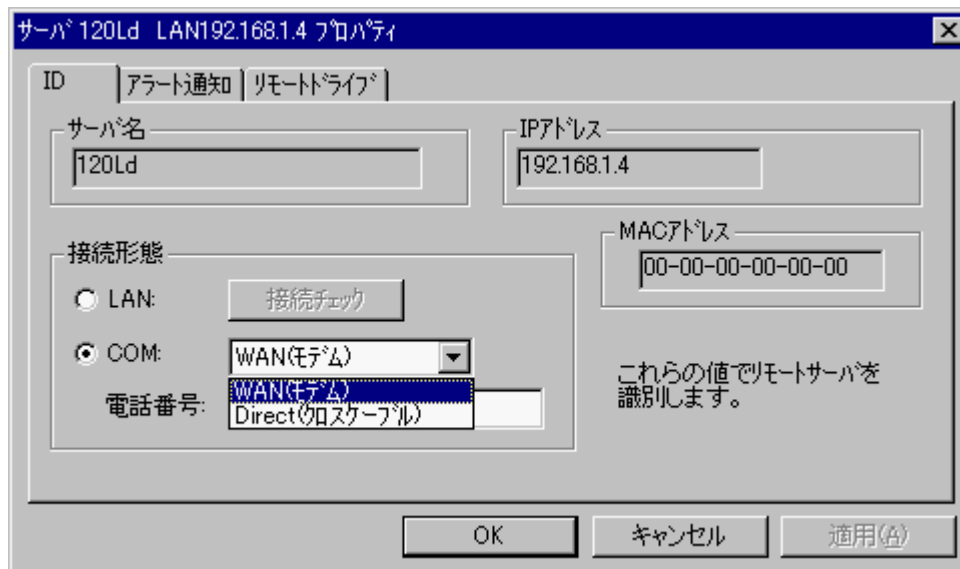 サーバ 120Ld LAN192.168.1.4 プロパティ
ID アラート通知 リモートドライブ
サーバ名
120Ld
IPアドレス
192.168.1.4
MACアドレス
00-00-00-00-00-00
接続形態
LAN: 接続チェック
COM: WAN(モデム)
WAN(モデム)
Direct(クロスケーブル)
電話番号:
これらの値でリモートサーバを
識別します。
OK キャンセル 適用(A)